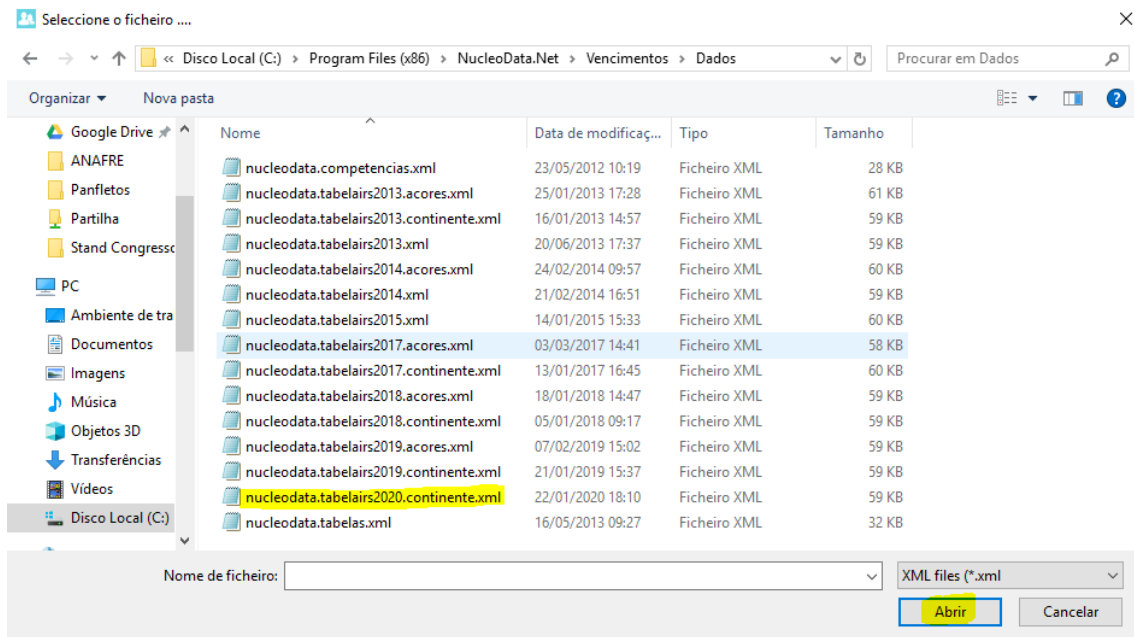 Seleccione o ficheiro ....
« Disco Local (C:) › Program Files (x86) › NucleoData.Net › Vencimentos › Dados
Procurar em Dados
Organizar
Nova pasta
Google Drive
ANAFRE
Panfletos
Partilha
Stand Congressc
PC
Ambiente de tra
Documentos
Imagens
Música
Objetos 3D
Transferências
Vídeos
Disco Local (C:)
Nome Data de modificaç... Tipo Tamanho
nucleodata.competencias.xml 23/05/2012 10:19 Ficheiro XML 28 KB
nucleodata.tabelairs2013.acores.xml 25/01/2013 17:28 Ficheiro XML 61 KB
nucleodata.tabelairs2013.continente.xml 16/01/2013 14:57 Ficheiro XML 59 KB
nucleodata.tabelairs2013.xml 20/06/2013 17:37 Ficheiro XML 59 KB
nucleodata.tabelairs2014.acores.xml 24/02/2014 09:57 Ficheiro XML 60 KB
nucleodata.tabelairs2014.xml 21/02/2014 16:51 Ficheiro XML 59 KB
nucleodata.tabelairs2015.xml 14/01/2015 15:33 Ficheiro XML 60 KB
nucleodata.tabelairs2017.acores.xml 03/03/2017 14:41 Ficheiro XML 58 KB
nucleodata.tabelairs2017.continente.xml 13/01/2017 16:45 Ficheiro XML 60 KB
nucleodata.tabelairs2018.acores.xml 18/01/2018 14:47 Ficheiro XML 59 KB
nucleodata.tabelairs2018.continente.xml 05/01/2018 09:17 Ficheiro XML 59 KB
nucleodata.tabelairs2019.acores.xml 07/02/2019 15:02 Ficheiro XML 59 KB
nucleodata.tabelairs2019.continente.xml 21/01/2019 15:37 Ficheiro XML 59 KB
nucleodata.tabelairs2020.continente.xml 22/01/2020 18:10 Ficheiro XML 59 KB
nucleodata.tabelas.xml 16/05/2013 09:27 Ficheiro XML 32 KB
Nome de ficheiro:
XML files (*.xml
Abrir
Cancelar